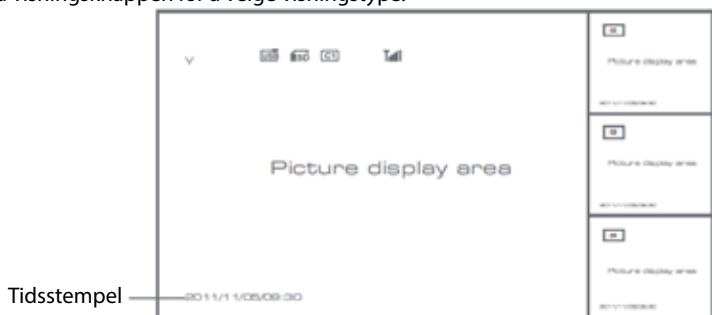 visningsknappen for å velge visningstype.
V C1
Picture display area
Picture display area
Picture display area
Picture display area
Tidsstempel
2011/11/05/09:30